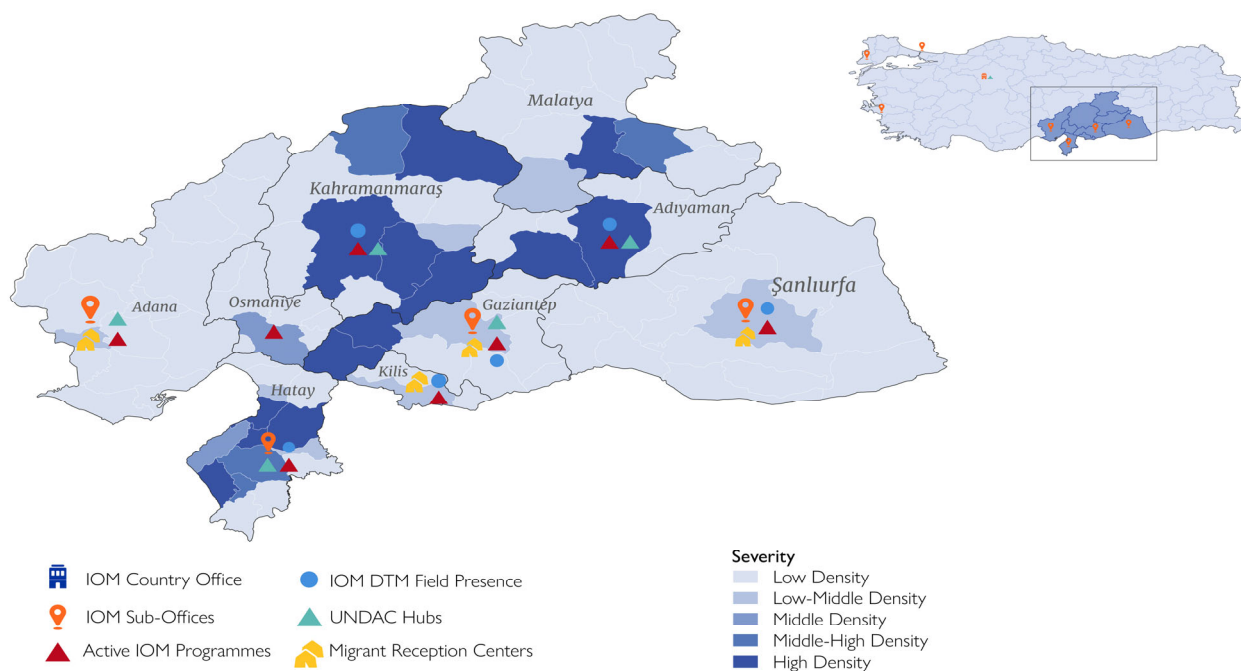 Malatya
Kahramanmaraş
Adıyaman
Şanlıurfa
Adana
Osmaniye
Gaziantep
Kilis
Hatay
IOM Country Office
IOM DTM Field Presence
IOM Sub-Offices
UNDAC Hubs
Active IOM Programmes
Migrant Reception Centers
Severity
Low Density
Low-Middle Density
Middle Density
Middle-High Density
High Density